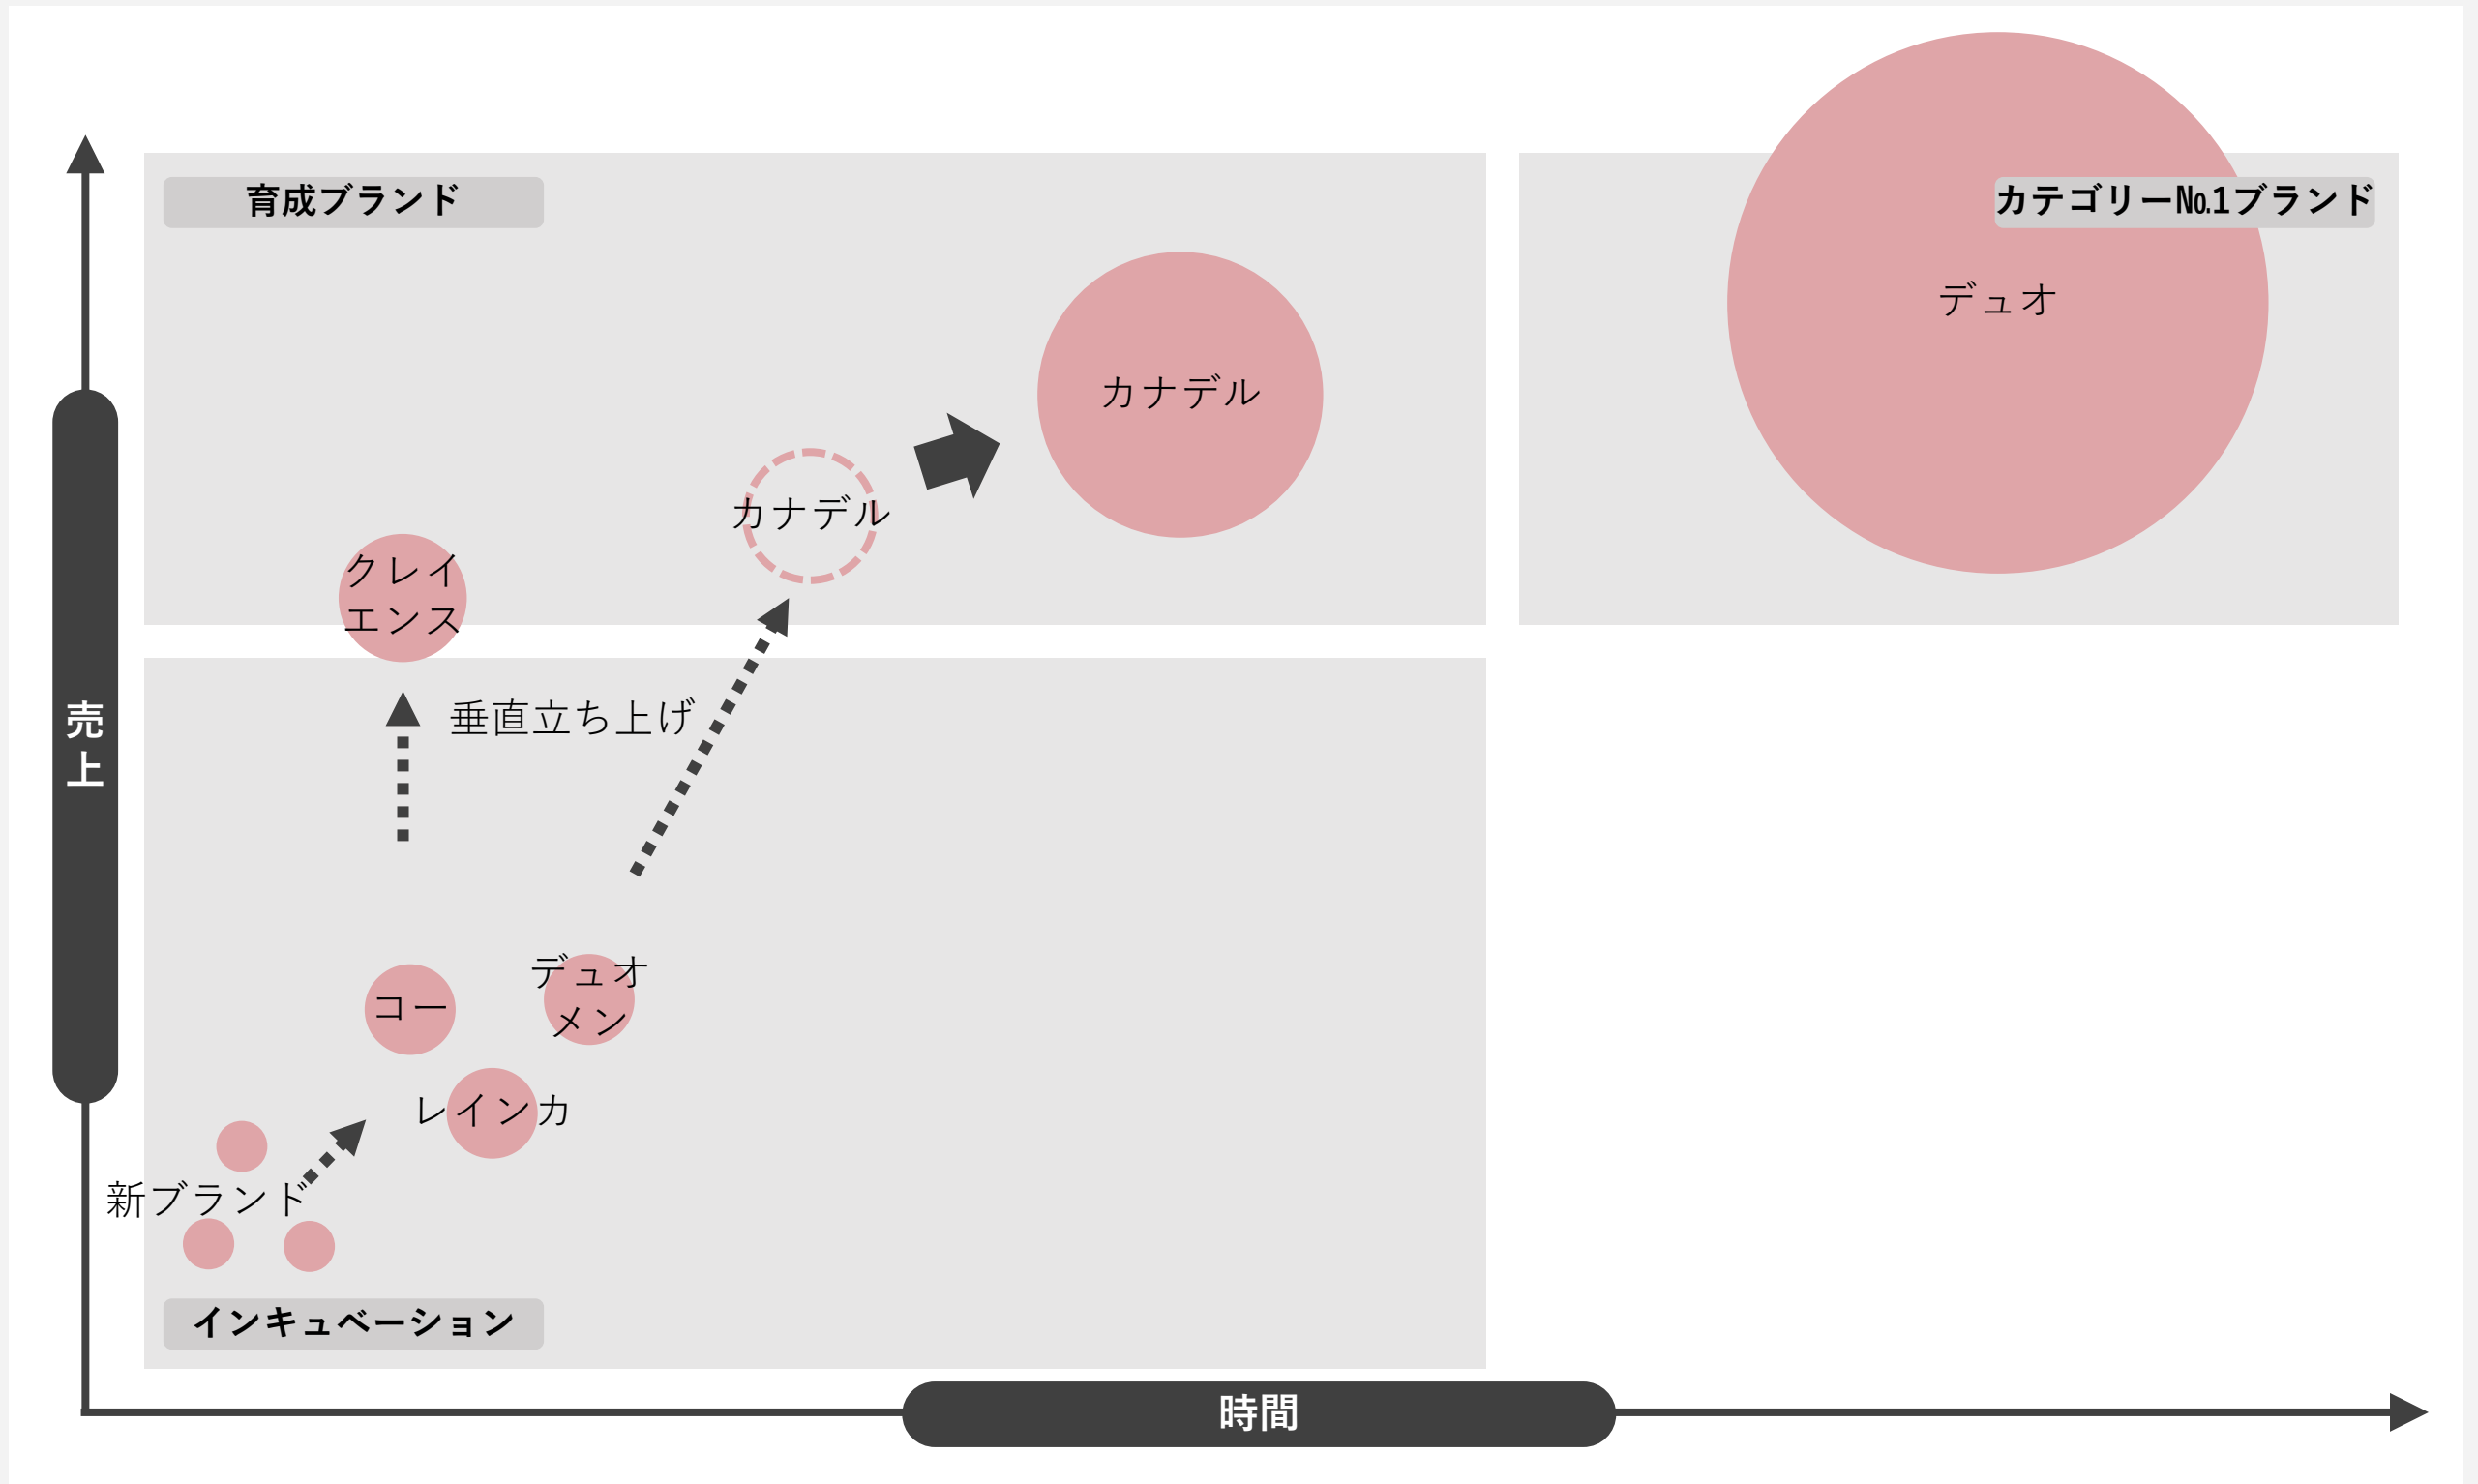 育成ブランド
カテゴリーNo.1ブランド
デュオ
カナデル
カナデル
クレイ
エンス
垂直立ち上げ
売
上
デュオ
メン
コー
レインカ
新ブランド
インキュベーション
時間